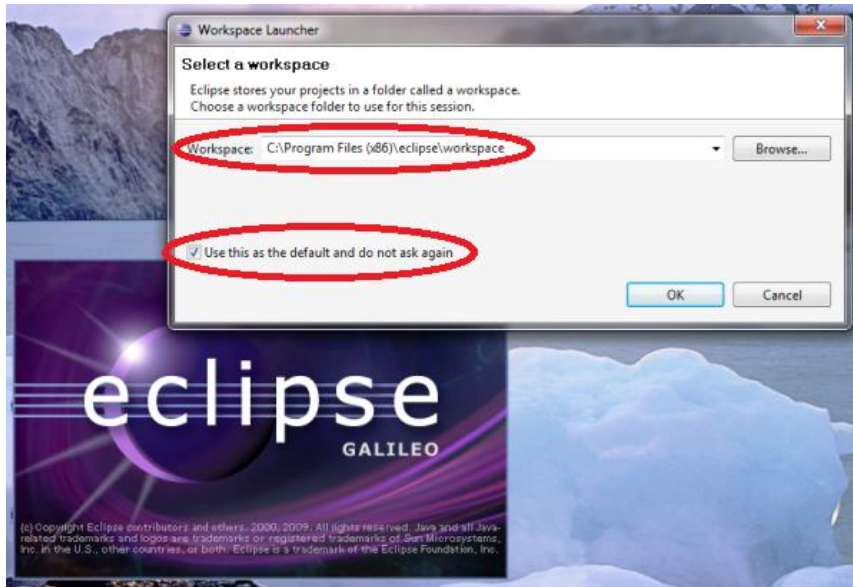 Workspace Launcher
Select a workspace
Eclipse stores your projects in a folder called a workspace.
Choose a workspace folder to use for this session.
Workspace: C:\Program Files (x86)\eclipse\workspace Browse...
Use this as the default and do not ask again
OK Cancel
eclipse
GALILEO
(c) Copyright Eclipse contributors and others, 2000, 2009. All rights reserved. Java and all Java-
related trademarks and logos are trademarks or registered trademarks of Sun Microsystems,
Inc. in the U.S., other countries, or both. Eclipse is a trademark of the Eclipse Foundation, Inc.